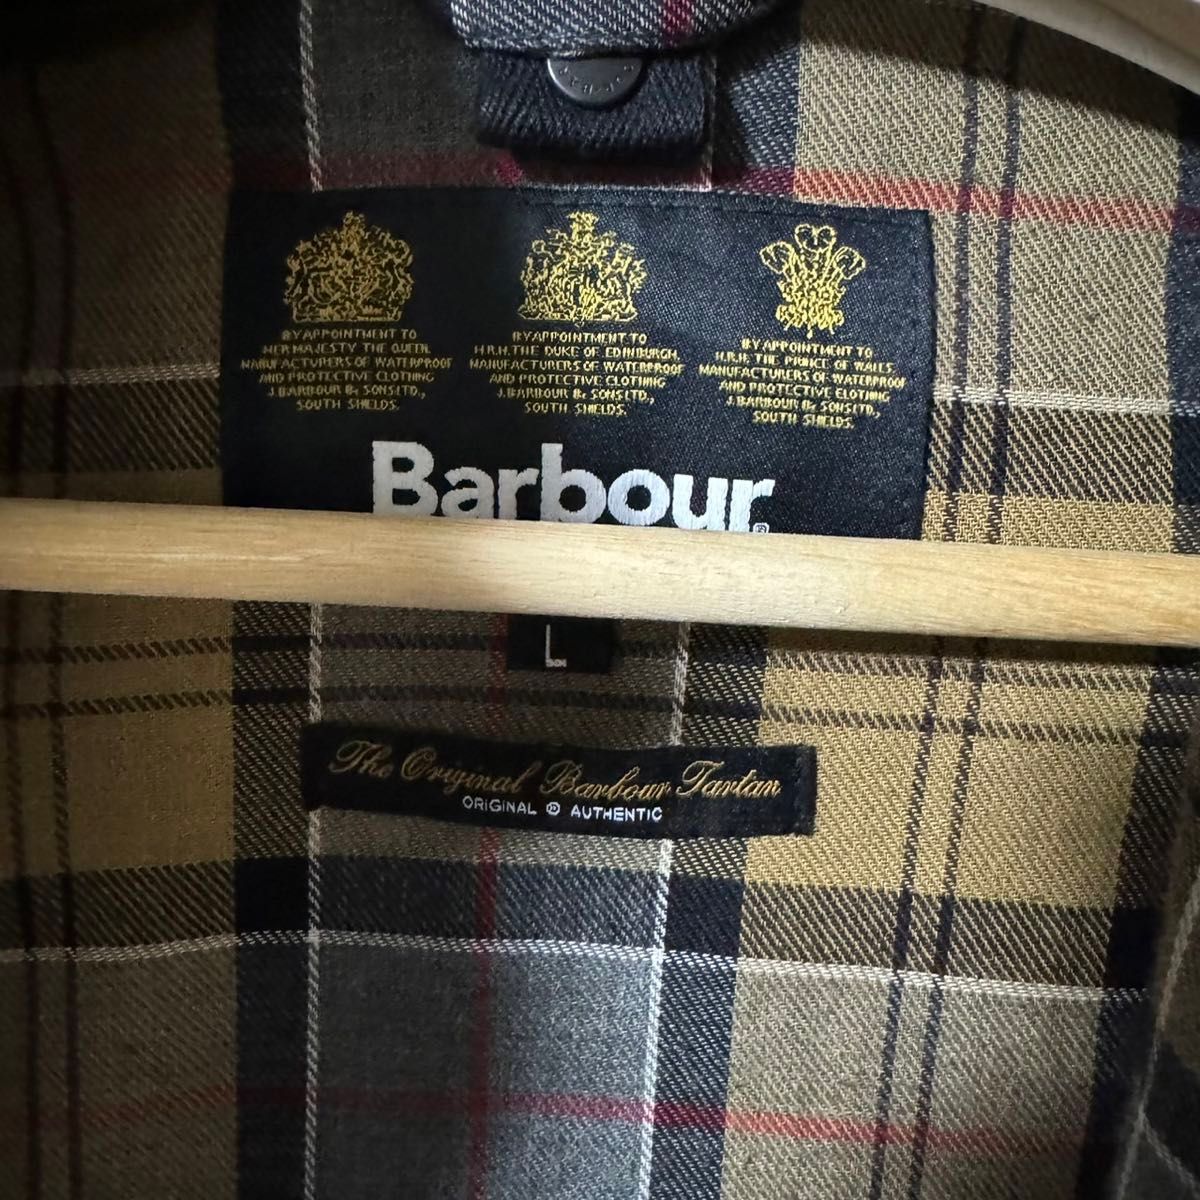 BY APPOINTMENT TO
HER MAJESTY THE QUEEN.
MANUFACTURERS OF WATERPROOF
AND PROTECTIVE CLOTHING
J.BARBOUR & SONS LTD.,
SOUTH SHIELDS.
BY APPOINTMENT TO
H.R.H. THE DUKE OF EDINBURGH,
MANUFACTURERS OF WATERPROOF
AND PROTECTIVE CLOTHING
J.BARBOUR & SONS LTD.,
SOUTH SHIELDS.
BY APPOINTMENT TO
H.R.H. THE PRINCE OF WALES
MANUFACTURERS OF WATERPROOF
AND PROTECTIVE CLOTHING
J.BARBOUR & SONS LTD.,
SOUTH SHIELDS.
Barbour®
L
The Original Barbour Tartan
ORIGINAL AUTHENTIC